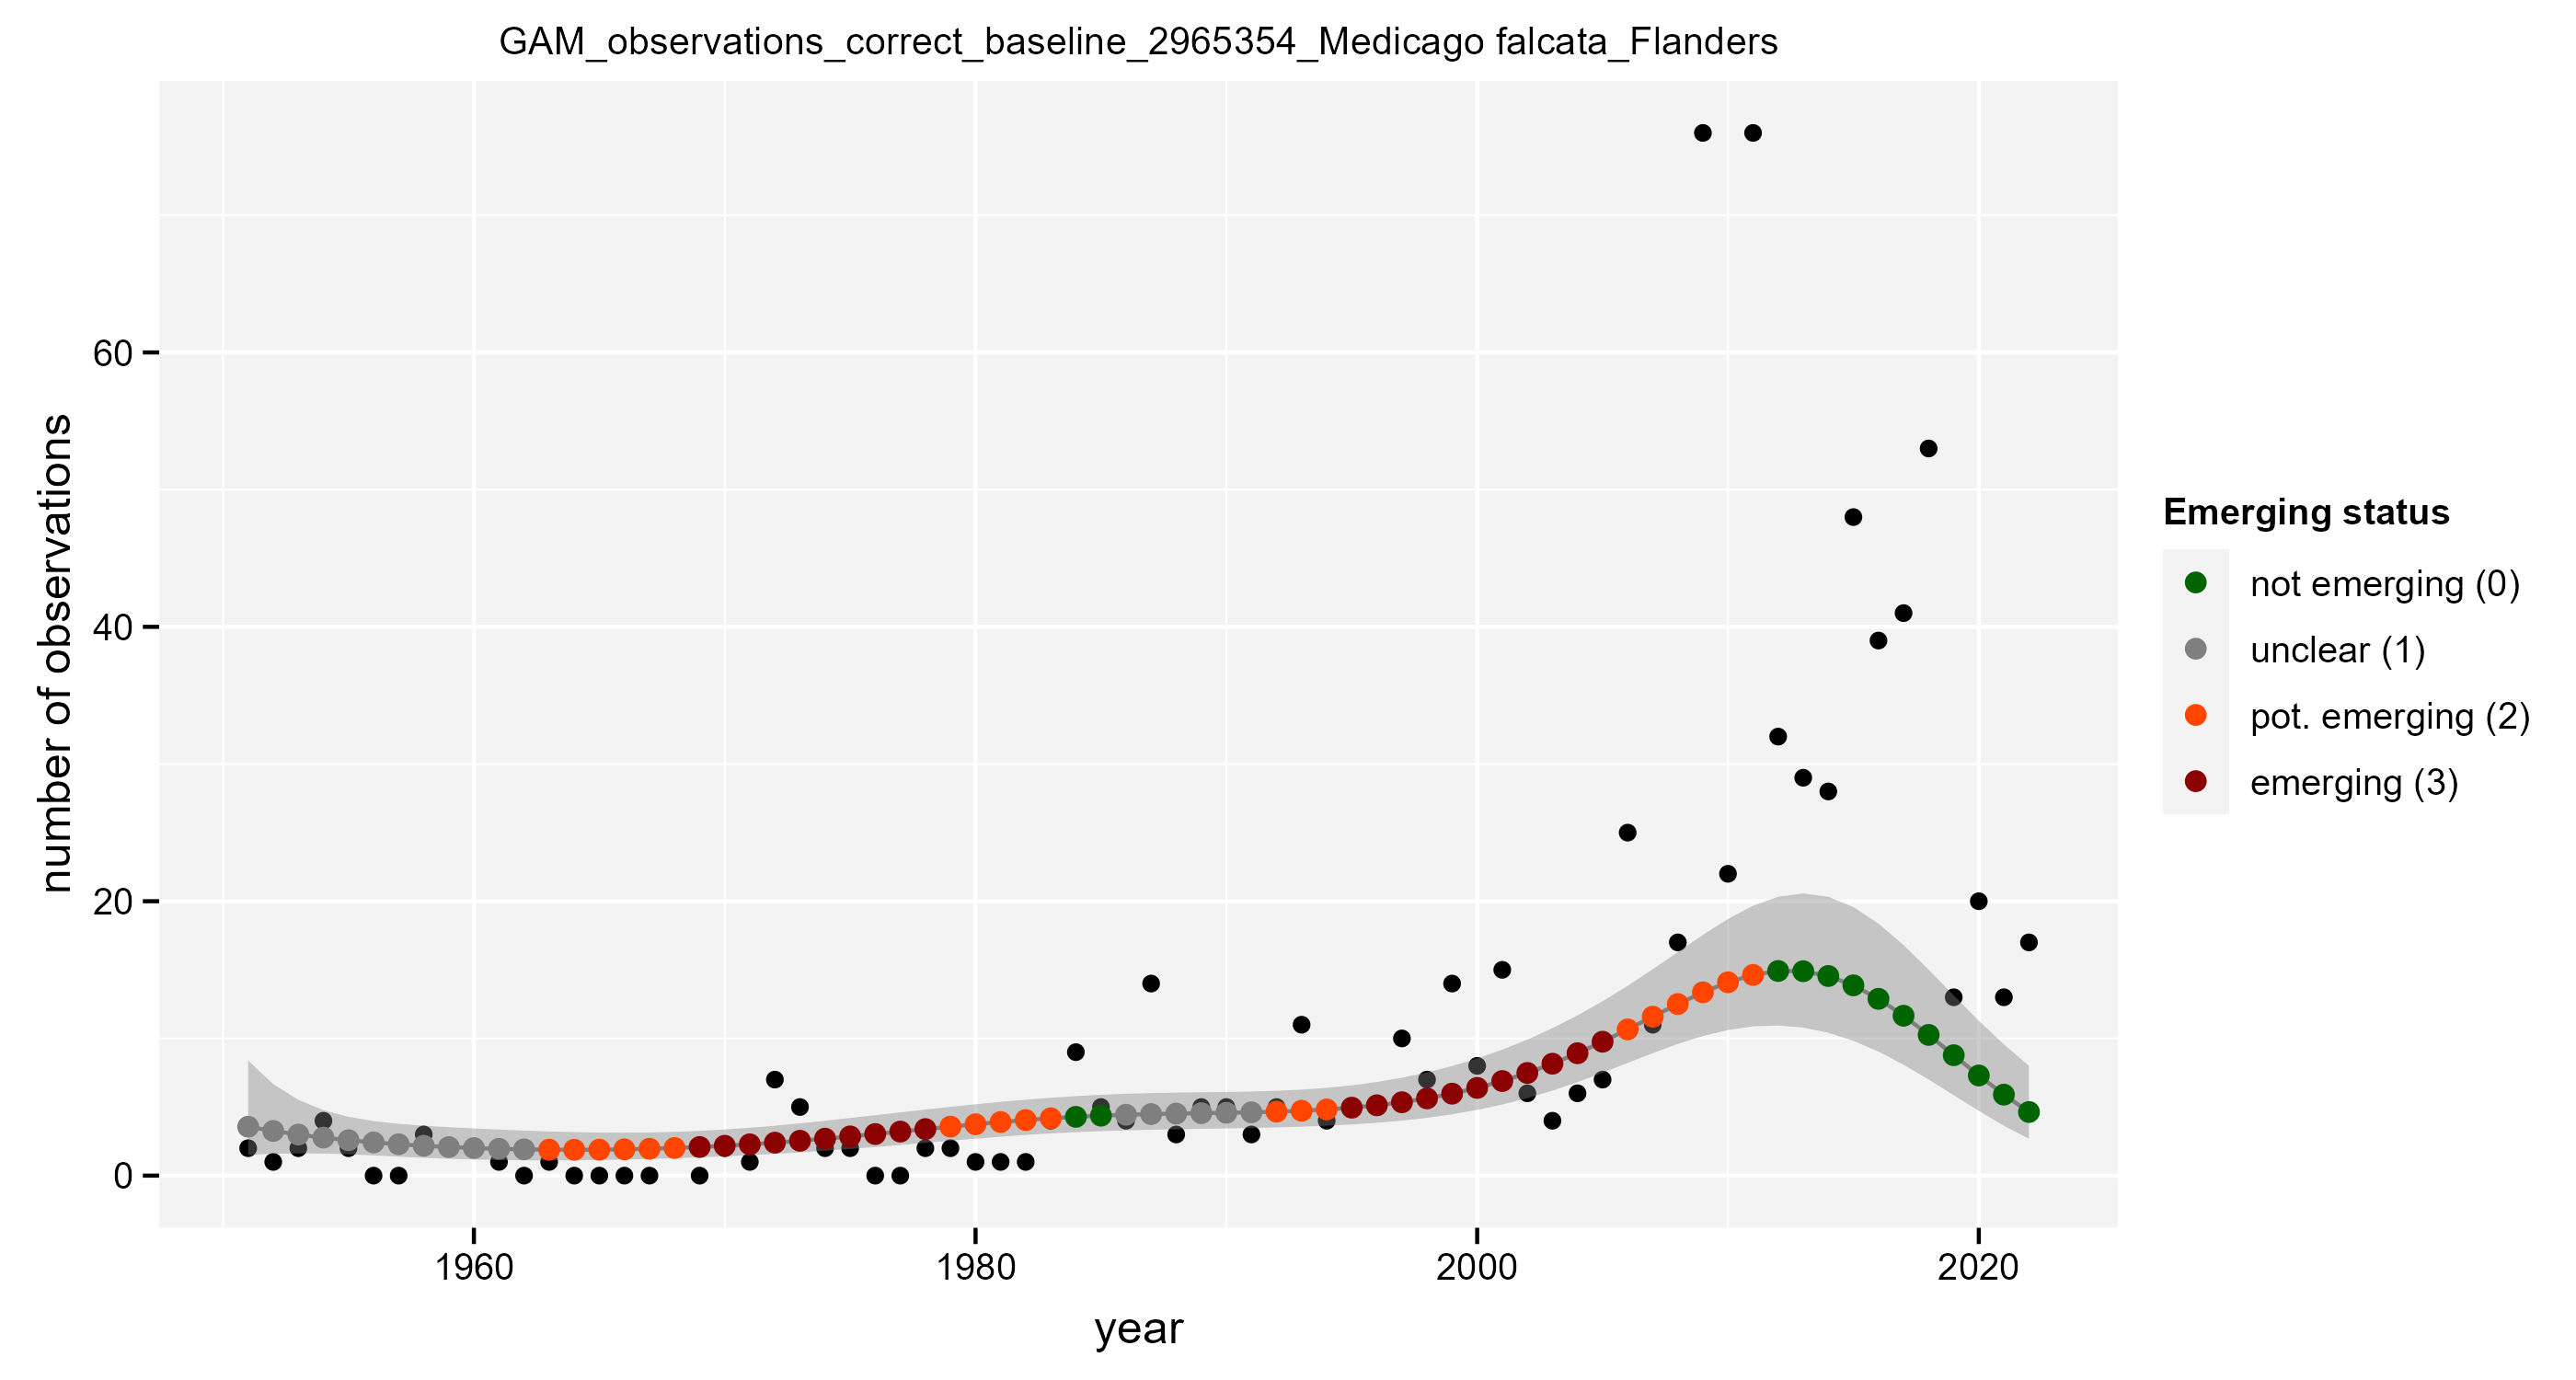 GAM_observations_correct_baseline_2965354_Medicago falcata_Flanders
number of observations
60
40
20
0
1960
1980
2000
2020
year
Emerging status
not emerging (0)
unclear (1)
pot. emerging (2)
emerging (3)